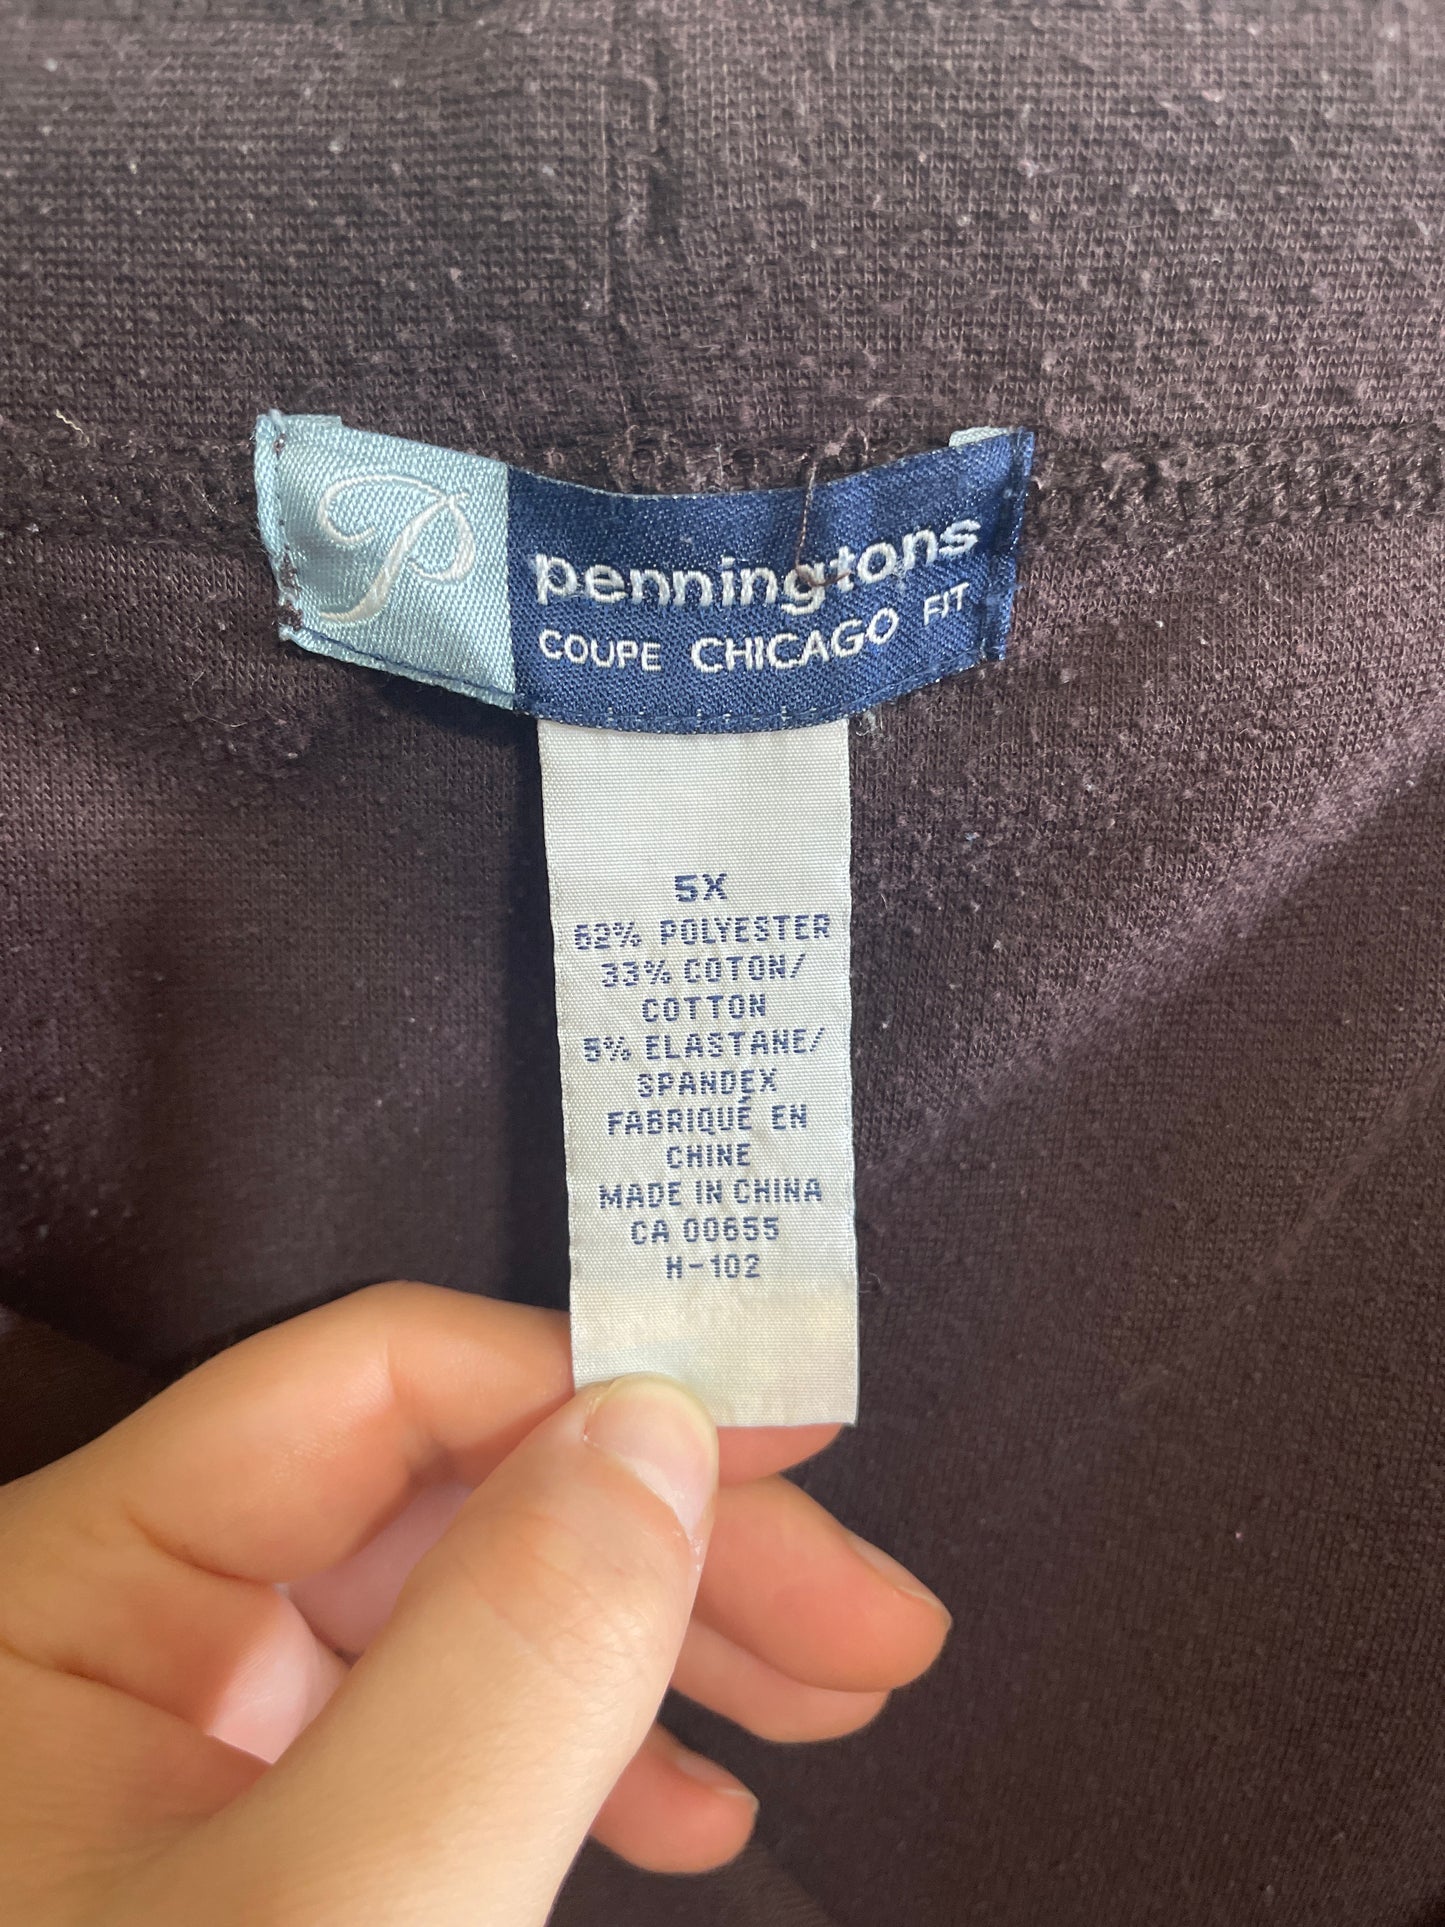 P
penningtons
COUPE CHICAGO FIT
5X
62% POLYESTER
33% COTON/
COTTON
5% ELASTANE/
SPANDEX
FABRIQUÉ EN
CHINE
MADE IN CHINA
CA 00655
H-102